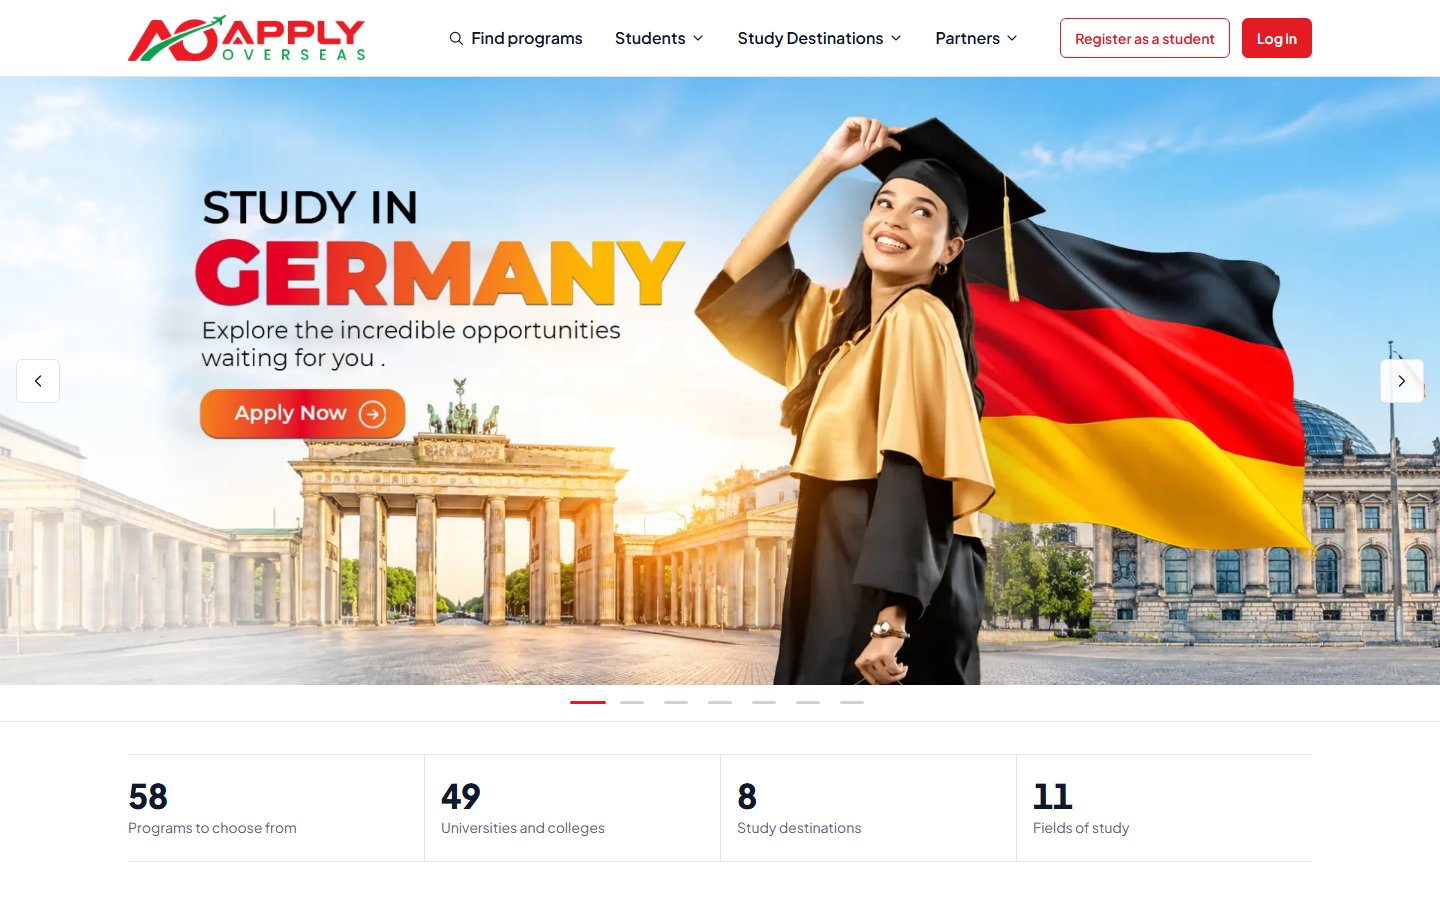 APPLY
OVERSEAS
Find programs
Students
Study Destinations
Partners
Register as a student
Log in
STUDY IN
GERMANY
Explore the incredible opportunities
waiting for you .
Apply Now
58
Programs to choose from
49
Universities and colleges
8
Study destinations
11
Fields of study